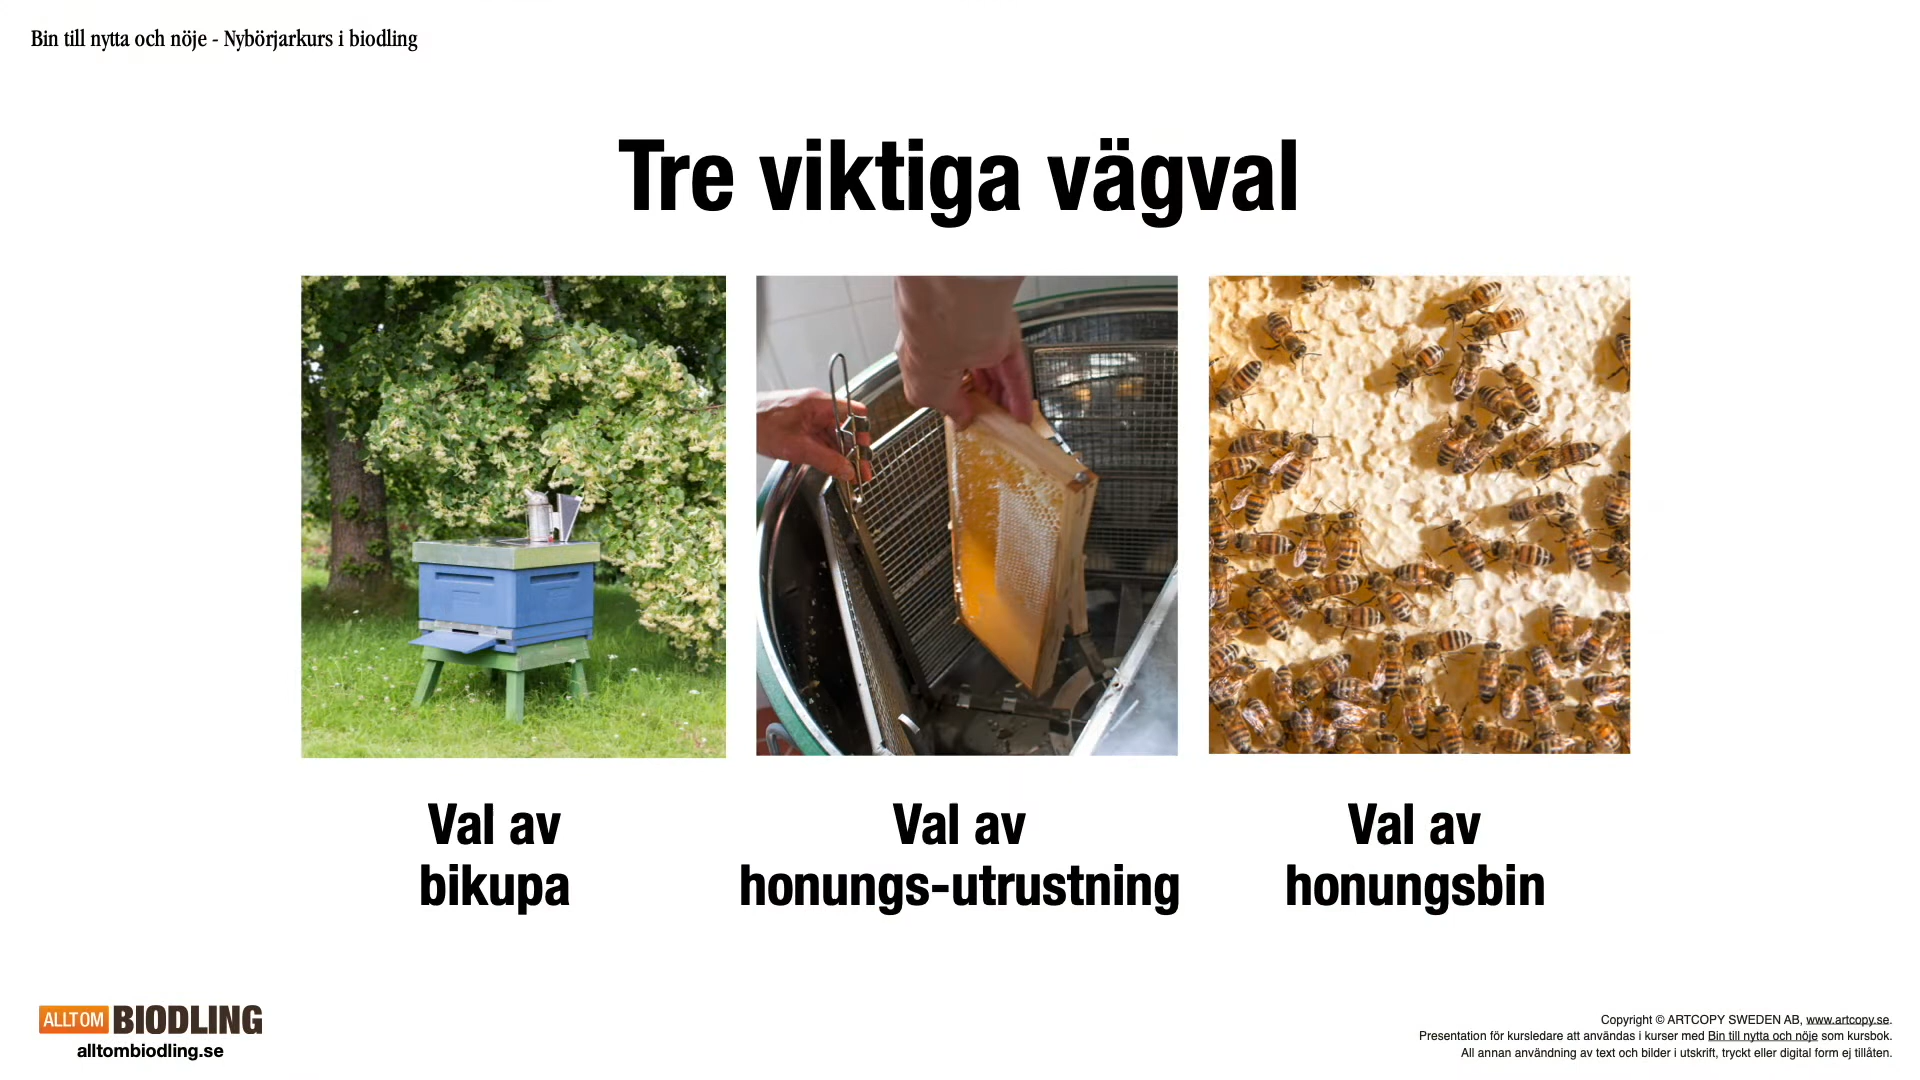 Bin till nytta och nöje - Nybörjarkurs i biodling
Tre viktiga vägval
Val av
bikupa
Val av
honungs-utrustning
Val av
honungsbin
ALLTOM BIODLING
alltombiodling.se
Copyright © ARTCOPY SWEDEN AB, www.artcopy.se.
Presentation för kursledare att användas i kurser med Bin till nytta och nöje som kursbok.
All annan användning av text och bilder i utskrift, tryckt eller digital form ej tillåten.